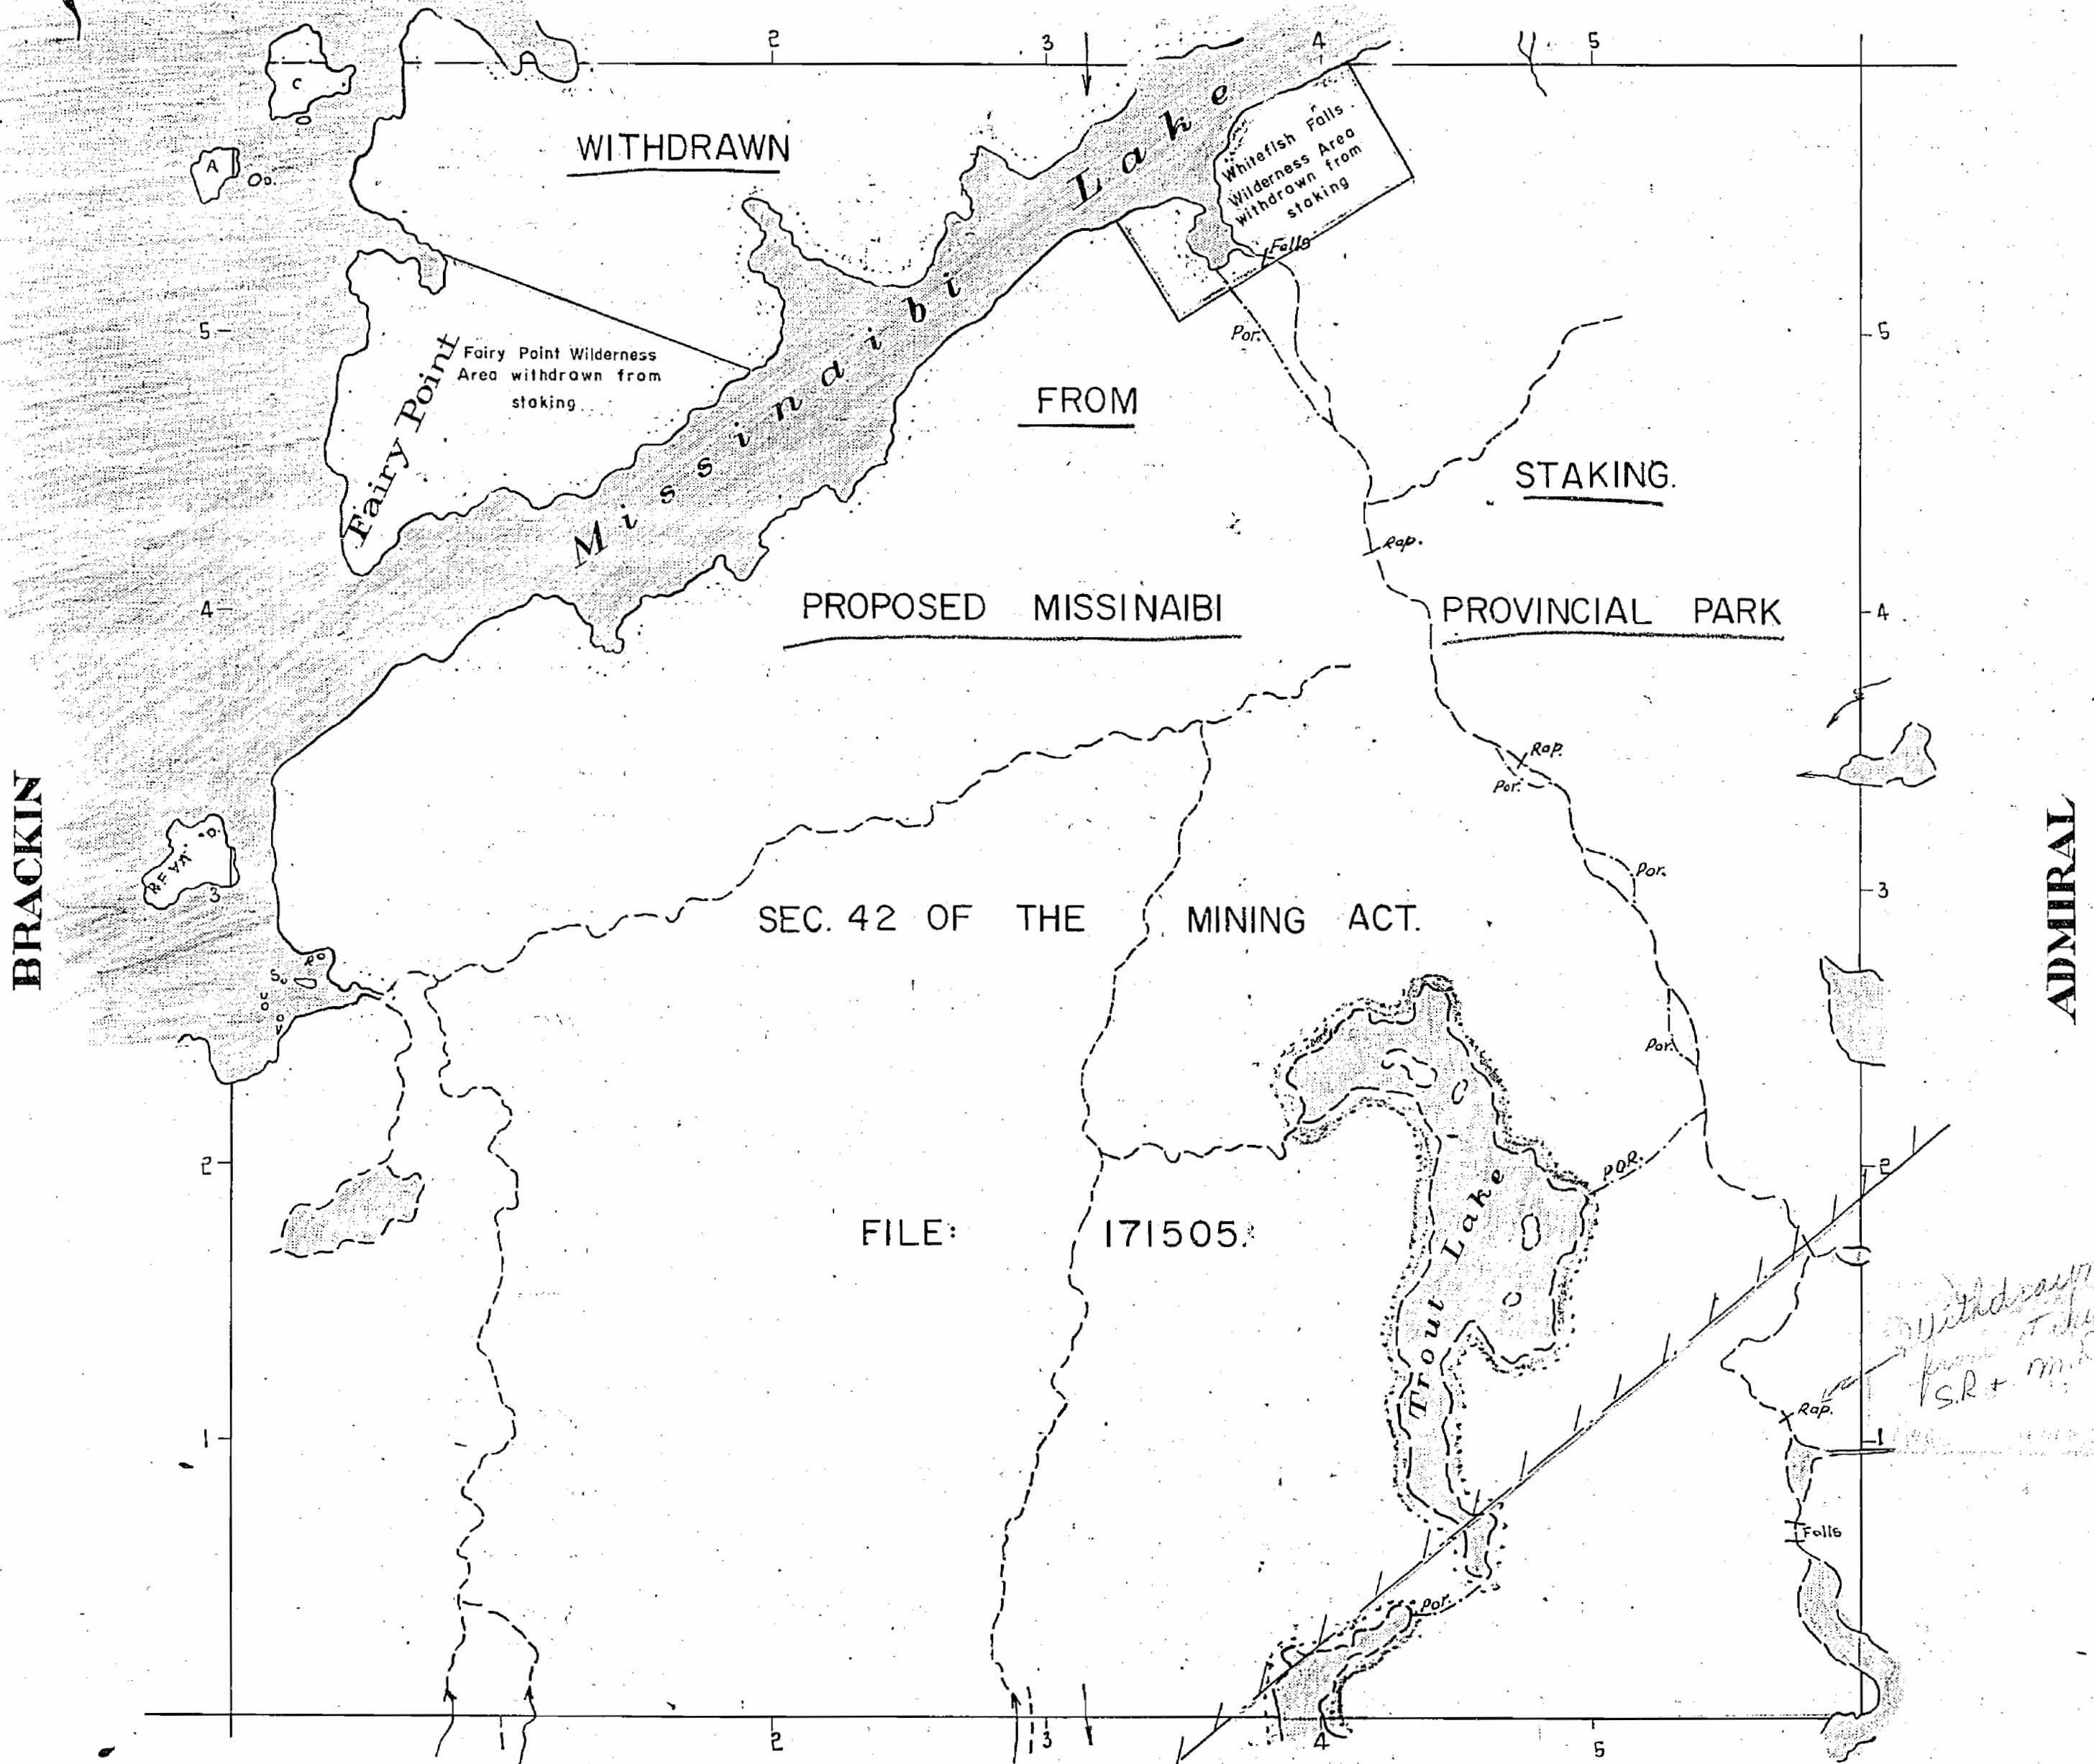 2 3 4 5
C
A
WITHDRAWN
Lake
Whitefish Falls
Wilderness Area
withdrawn from
staking
Falls
Por.
5
5
Fairy Point
Fairy Point Wilderness
Area withdrawn from
staking
Missinaibi
FROM
STAKING.
Rap.
4
4
PROPOSED MISSINAIBI PROVINCIAL PARK
Rap.
Por.
BRACKIN
ADMIRAL
3
3
Por.
SEC. 42 OF THE MINING ACT.
Por.
2
2
POR.
Trout Lake
FILE: 171505.
Withdrawn
S.R +
Rap.
1
1
Falls
Por.
1 2 3 4 5